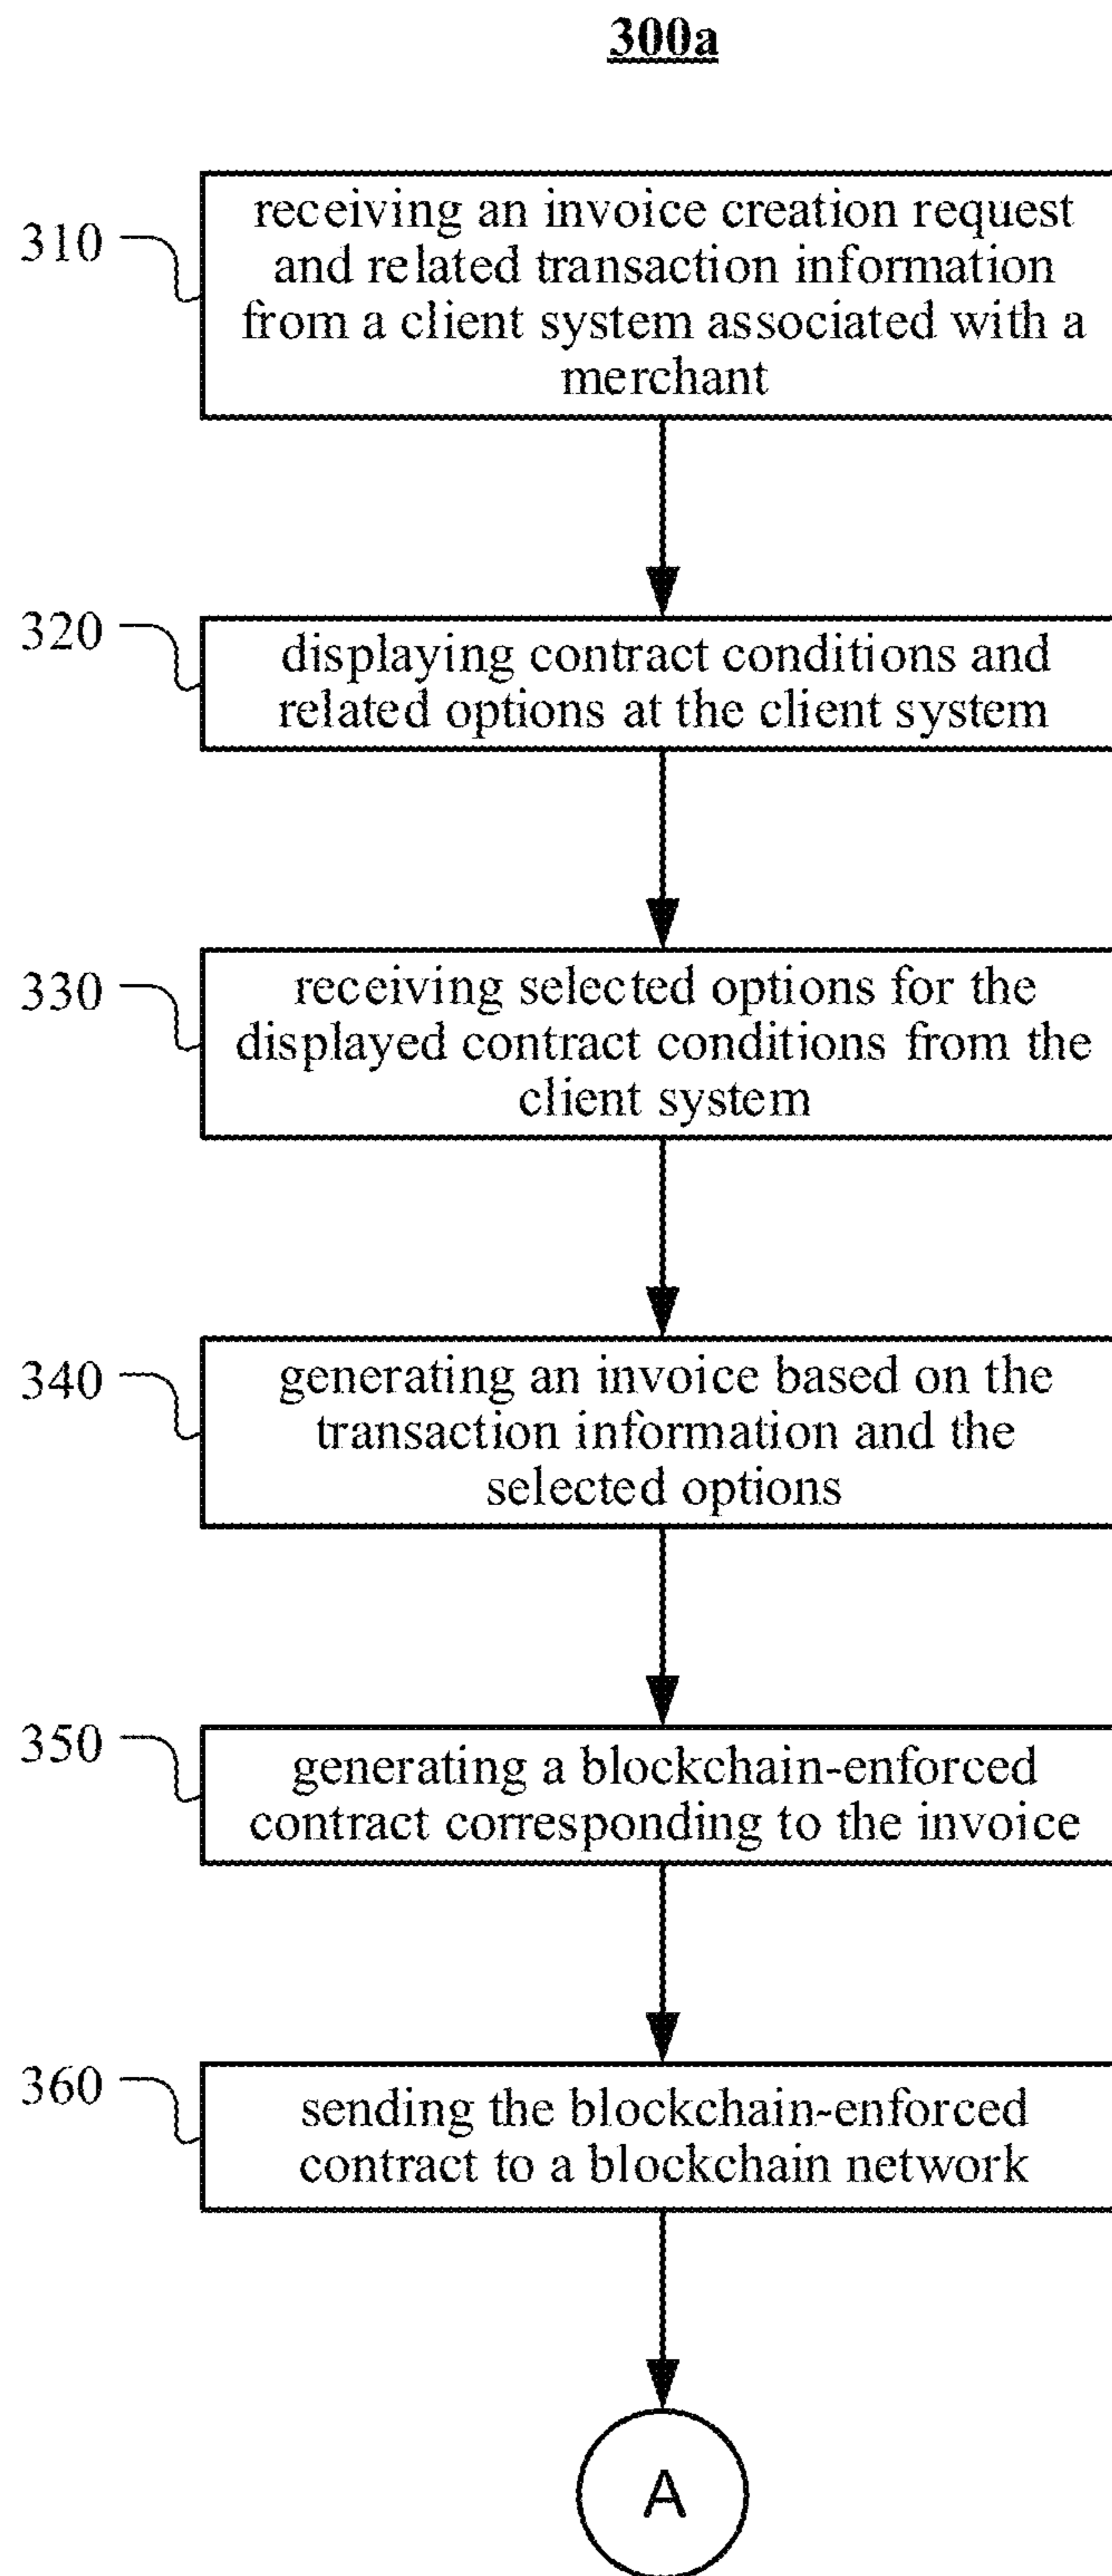 300a
310
receiving an invoice creation request
and related transaction information
from a client system associated with a
merchant
320
displaying contract conditions and
related options at the client system
330
receiving selected options for the
displayed contract conditions from the
client system
340
generating an invoice based on the
transaction information and the
selected options
350
generating a blockchain-enforced
contract corresponding to the invoice
360
sending the blockchain-enforced
contract to a blockchain network
A